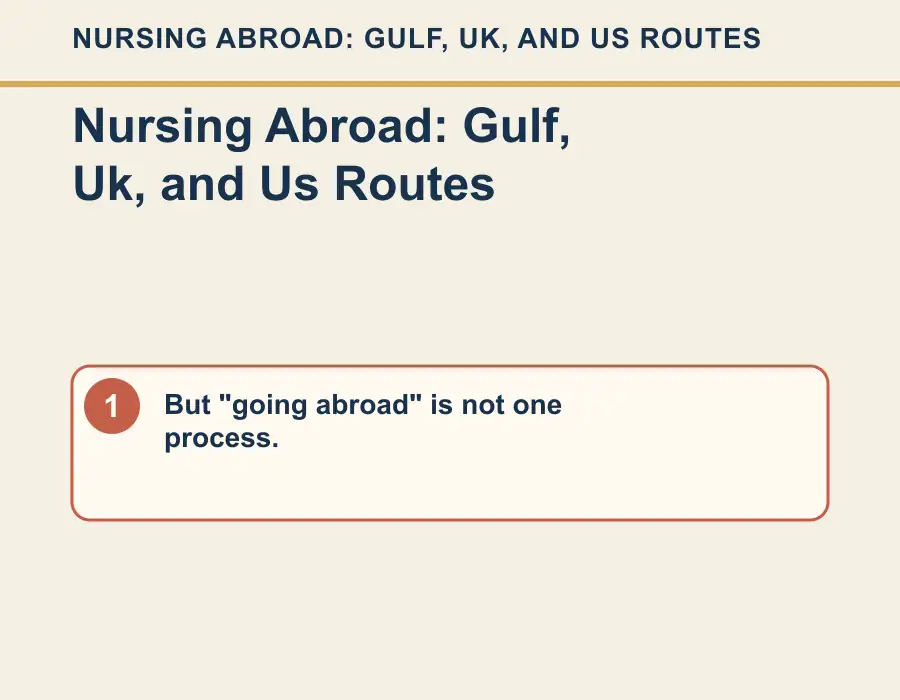 NURSING ABROAD: GULF, UK, AND US ROUTES
Nursing Abroad: Gulf,
Uk, and Us Routes
1
But "going abroad" is not one
process.